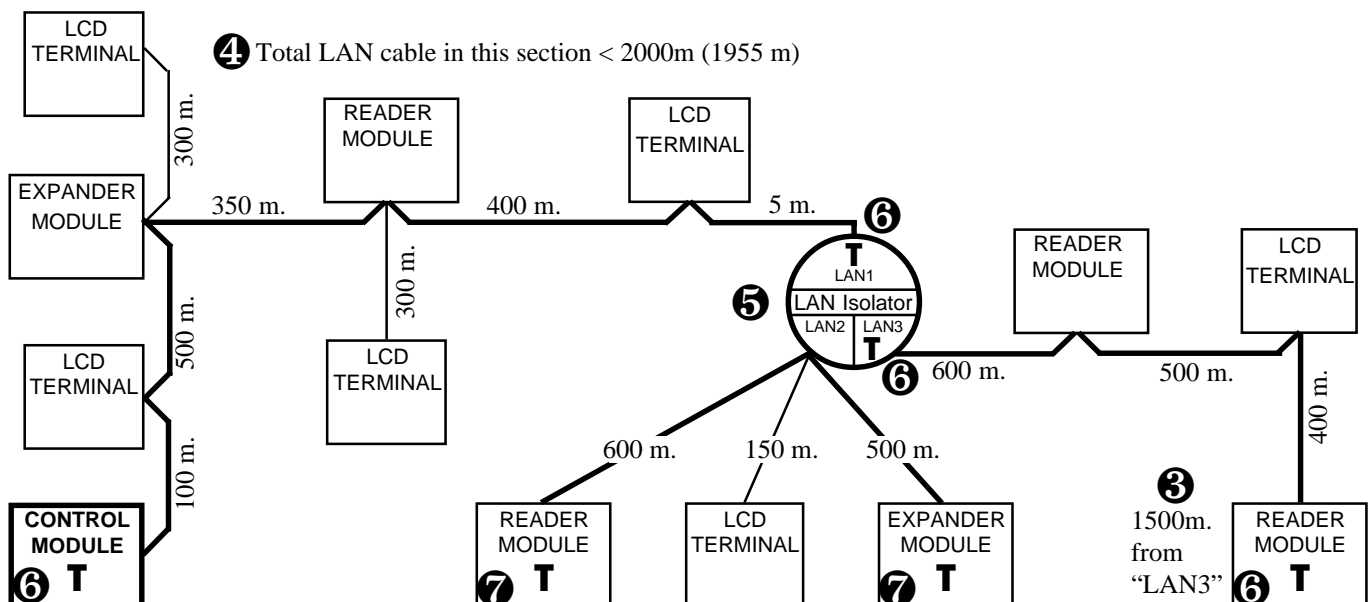 LCD
TERMINAL
❹ Total LAN cable in this section < 2000m (1955 m)
300 m.
READER
MODULE
LCD
TERMINAL
EXPANDER
MODULE
350 m.
400 m.
5 m.
❻
T
LAN1
LAN Isolator
LAN2
LAN3
T
❺
❻
READER
MODULE
LCD
TERMINAL
300 m.
500 m.
LCD
TERMINAL
LCD
TERMINAL
600 m.
500 m.
400 m.
100 m.
600 m.
150 m.
500 m.
CONTROL
MODULE
❻ T
READER
MODULE
❼ T
LCD
TERMINAL
EXPANDER
MODULE
❼ T
❸
1500m.
from
“LAN3”
READER
MODULE
❻ T